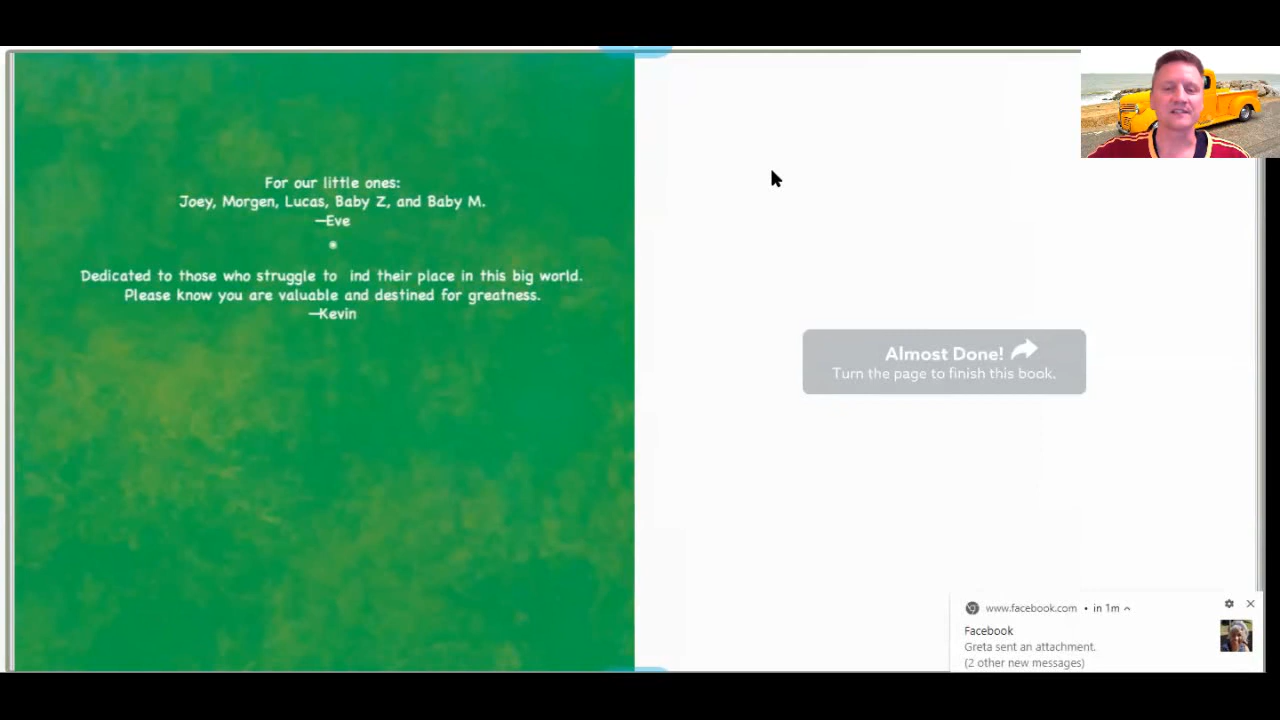 For our little ones:
Joey, Morgen, Lucas, Baby Z, and Baby M.
—Eve
Dedicated to those who struggle to  ind their place in this big world.
Please know you are valuable and destined for greatness.
—Kevin
Almost Done!
Turn the page to finish this book.
www.facebook.com • in 1m
Facebook
Greta sent an attachment.
(2 other new messages)